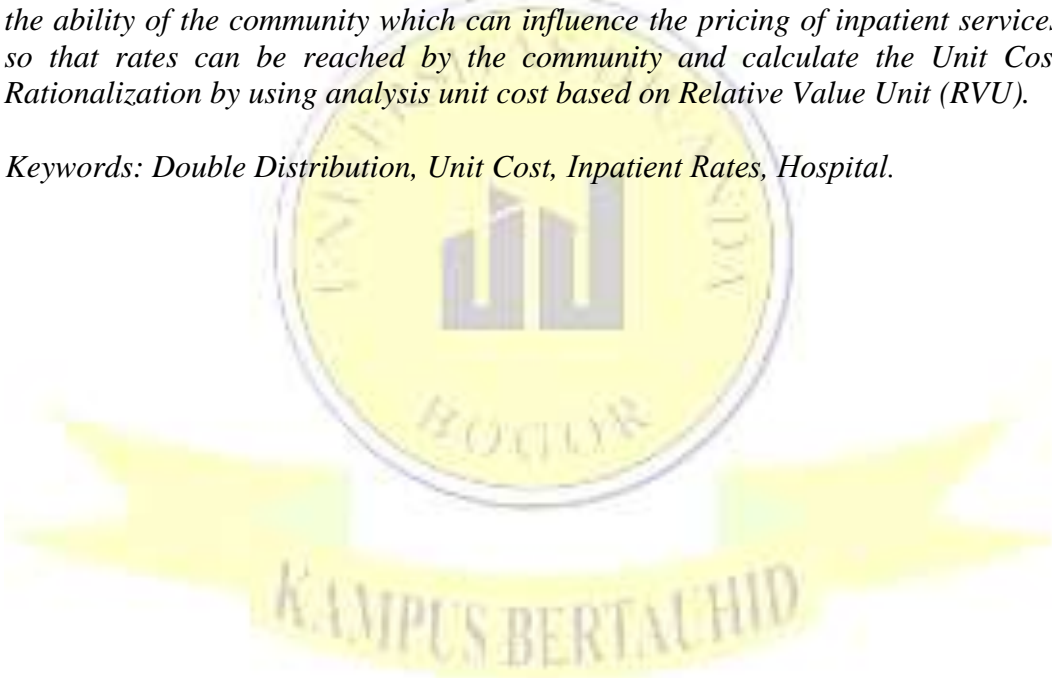 the ability of the community which can influence the pricing of inpatient service
so that rates can be reached by the community and calculate the Unit Cos
Rationalization by using analysis unit cost based on Relative Value Unit (RVU).
Keywords: Double Distribution, Unit Cost, Inpatient Rates, Hospital.
BOGOR
KAMPUS BERTAUHID